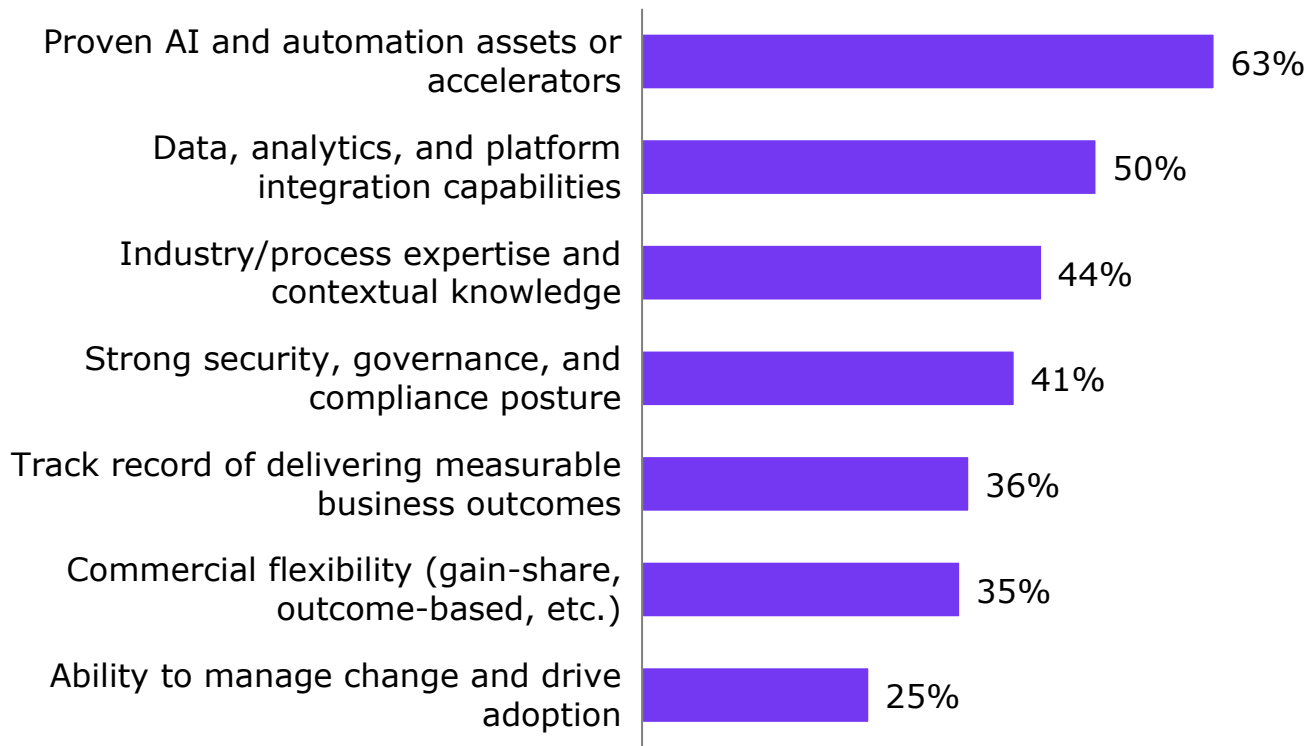 Proven AI and automation assets or
accelerators
63%
Data, analytics, and platform
integration capabilities
50%
Industry/process expertise and
contextual knowledge
44%
Strong security, governance, and
compliance posture
41%
Track record of delivering measurable
business outcomes
36%
Commercial flexibility (gain-share,
outcome-based, etc.)
35%
Ability to manage change and drive
adoption
25%